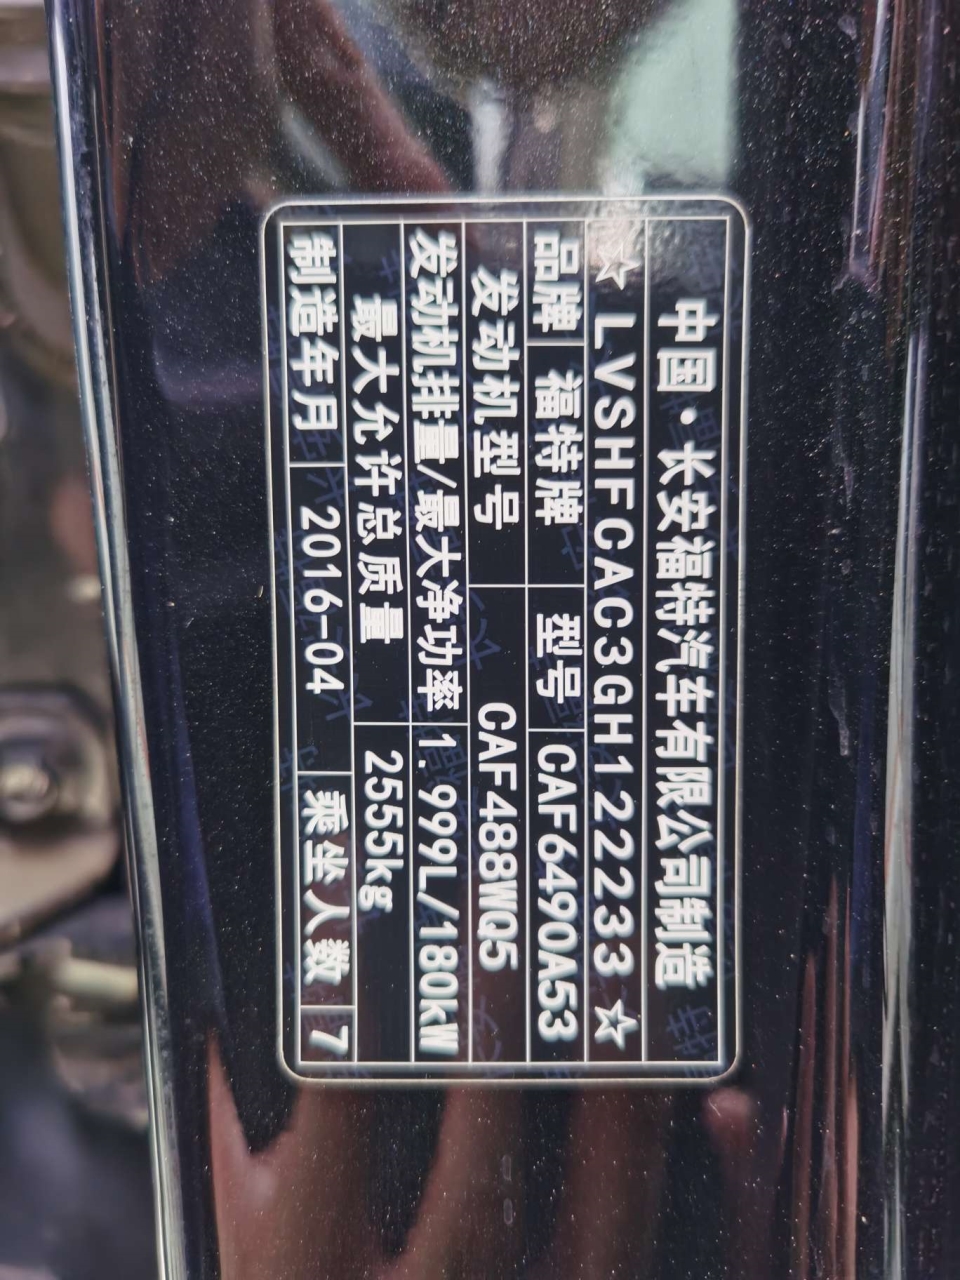 中国·长安福特汽车有限公司制造
☆LVSHFCAC3GH122233☆
品牌 福特牌 型号 CAF6490A53
发动机型号 CAF488WQ5
发动机排量/最大净功率 1.999L/180kW
最大允许总质量 2555kg
制造年月 2016-04 乘坐人数 7